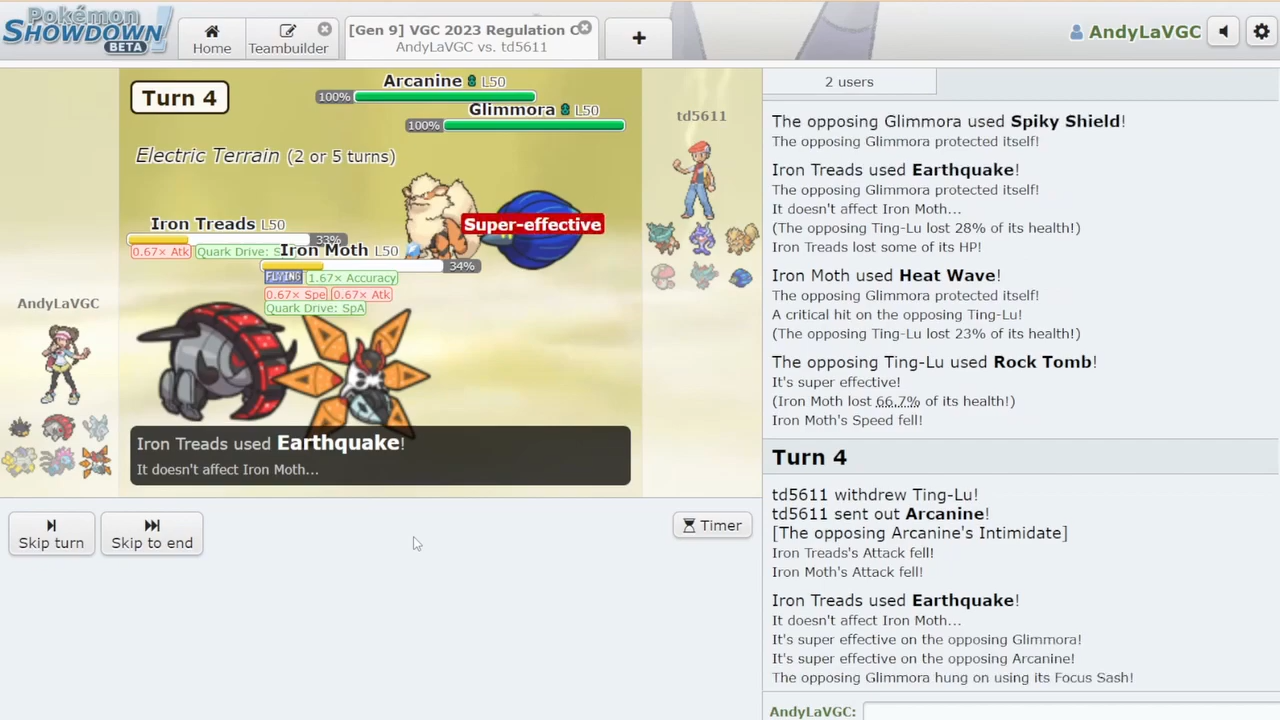 Pokémon
SHOWDOWN
BETA
Home
Teambuilder
[Gen 9] VGC 2023 Regulation C
AndyLaVGC vs. td5611
+
AndyLaVGC
Turn 4
Arcanine L50
100%
Glimmora L50
100%
Electric Terrain (2 or 5 turns)
Super-effective
Iron Treads L50
33%
0.67× Atk Quark Drive: S
Iron Moth L50
34%
FLYING 1.67× Accuracy
0.67× Spe 0.67× Atk
Quark Drive: SpA
td5611
AndyLaVGC
Iron Treads used Earthquake!
It doesn't affect Iron Moth...
Skip turn
Skip to end
Timer
2 users
The opposing Glimmora used Spiky Shield!
The opposing Glimmora protected itself!
Iron Treads used Earthquake!
The opposing Glimmora protected itself!
It doesn't affect Iron Moth...
(The opposing Ting-Lu lost 28% of its health!)
Iron Treads lost some of its HP!
Iron Moth used Heat Wave!
The opposing Glimmora protected itself!
A critical hit on the opposing Ting-Lu!
(The opposing Ting-Lu lost 23% of its health!)
The opposing Ting-Lu used Rock Tomb!
It's super effective!
(Iron Moth lost 66.7% of its health!)
Iron Moth's Speed fell!
Turn 4
td5611 withdrew Ting-Lu!
td5611 sent out Arcanine!
[The opposing Arcanine's Intimidate]
Iron Treads's Attack fell!
Iron Moth's Attack fell!
Iron Treads used Earthquake!
It doesn't affect Iron Moth...
It's super effective on the opposing Glimmora!
It's super effective on the opposing Arcanine!
The opposing Glimmora hung on using its Focus Sash!
AndyLaVGC: